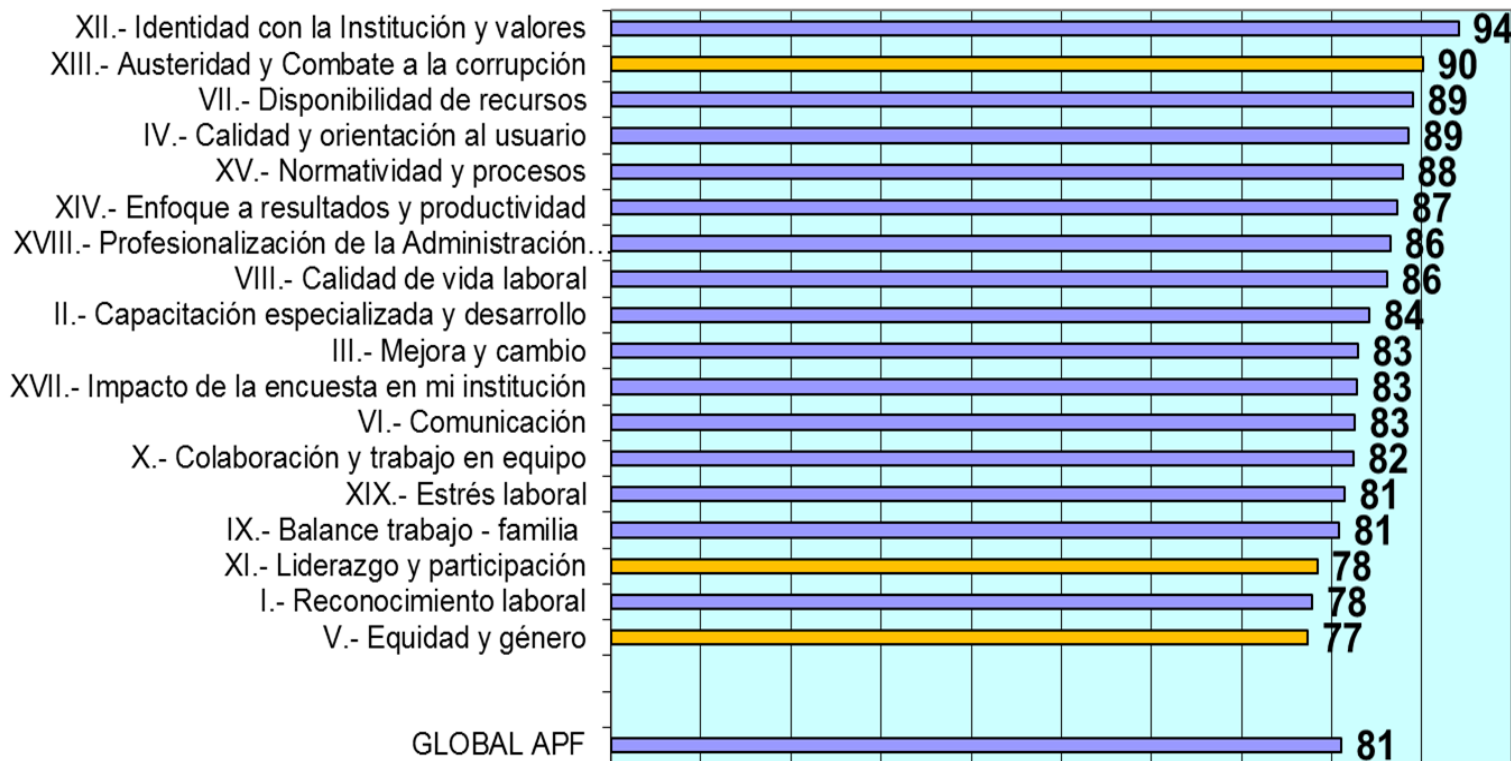 XII.- Identidad con la Institución y valores 94
XIII.- Austeridad y Combate a la corrupción 90
VII.- Disponibilidad de recursos 89
IV.- Calidad y orientación al usuario 89
XV.- Normatividad y procesos 88
XIV.- Enfoque a resultados y productividad 87
XVIII.- Profesionalización de la Administración... 86
VIII.- Calidad de vida laboral 86
II.- Capacitación especializada y desarrollo 84
III.- Mejora y cambio 83
XVII.- Impacto de la encuesta en mi institución 83
VI.- Comunicación 83
X.- Colaboración y trabajo en equipo 82
XIX.- Estrés laboral 81
IX.- Balance trabajo - familia 81
XI.- Liderazgo y participación 78
I.- Reconocimiento laboral 78
V.- Equidad y género 77
GLOBAL APF 81